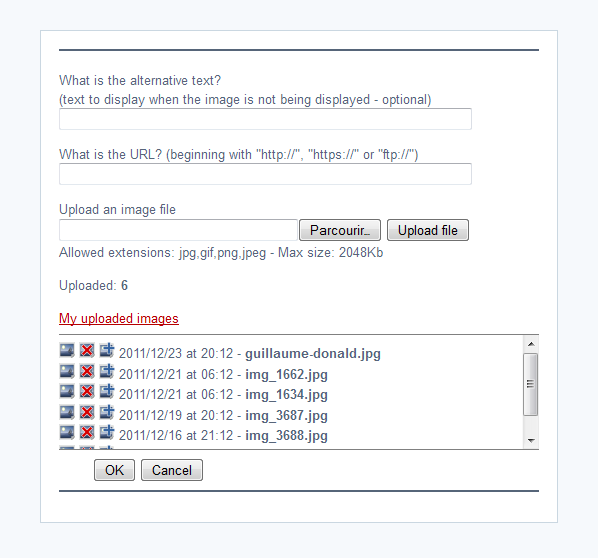 What is the alternative text?
(text to display when the image is not being displayed - optional)
What is the URL? (beginning with "http://", "https://" or "ftp://")
Upload an image file
Parcourir... Upload file
Allowed extensions: jpg,gif,png,jpeg - Max size: 2048Kb
Uploaded: 6
My uploaded images
2011/12/23 at 20:12 - guillaume-donald.jpg
2011/12/21 at 06:12 - img_1662.jpg
2011/12/21 at 06:12 - img_1634.jpg
2011/12/19 at 20:12 - img_3687.jpg
2011/12/16 at 21:12 - img_3688.jpg
OK Cancel